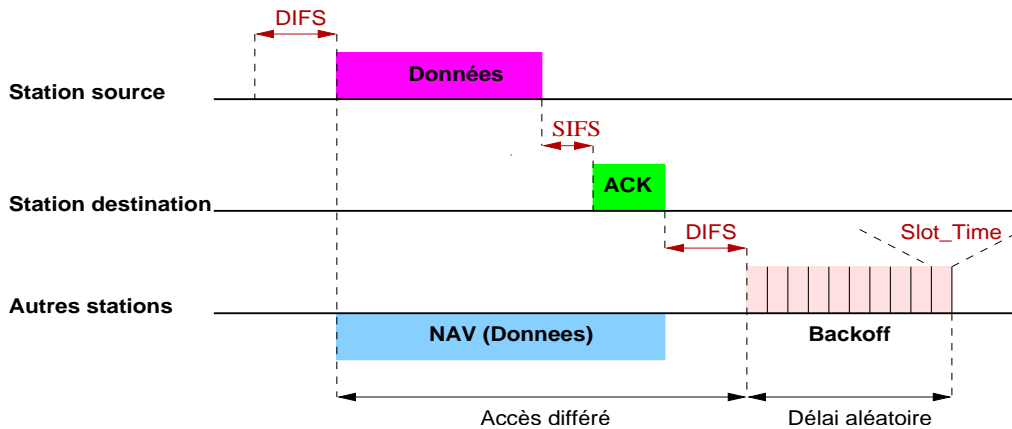 DIFS
Données
Station source
SIFS
ACK
Station destination
DIFS
Slot_Time
Autres stations
NAV (Donnees)
Backoff
Accès différé
Délai aléatoire